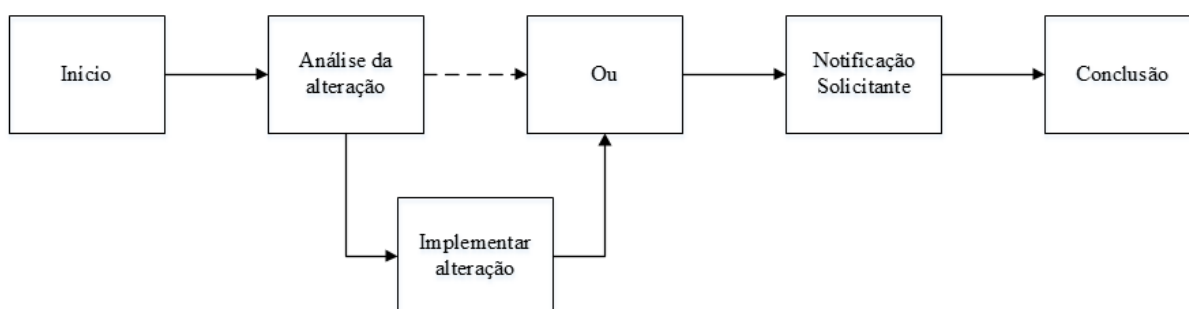 Início
Análise da
alteração
Ou
Notificação
Solicitante
Conclusão
Implementar
alteração